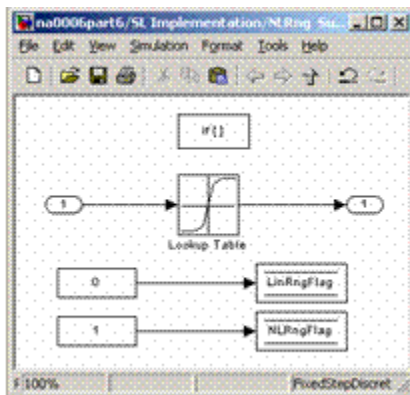 na0006part6/SL Implementation/NLRng Su...
File Edit View Simulation Format Tools Help
if { }
1
1
Lookup Table
0
LinRngFlag
1
NLRngFlag
100%
FixedStepDiscret